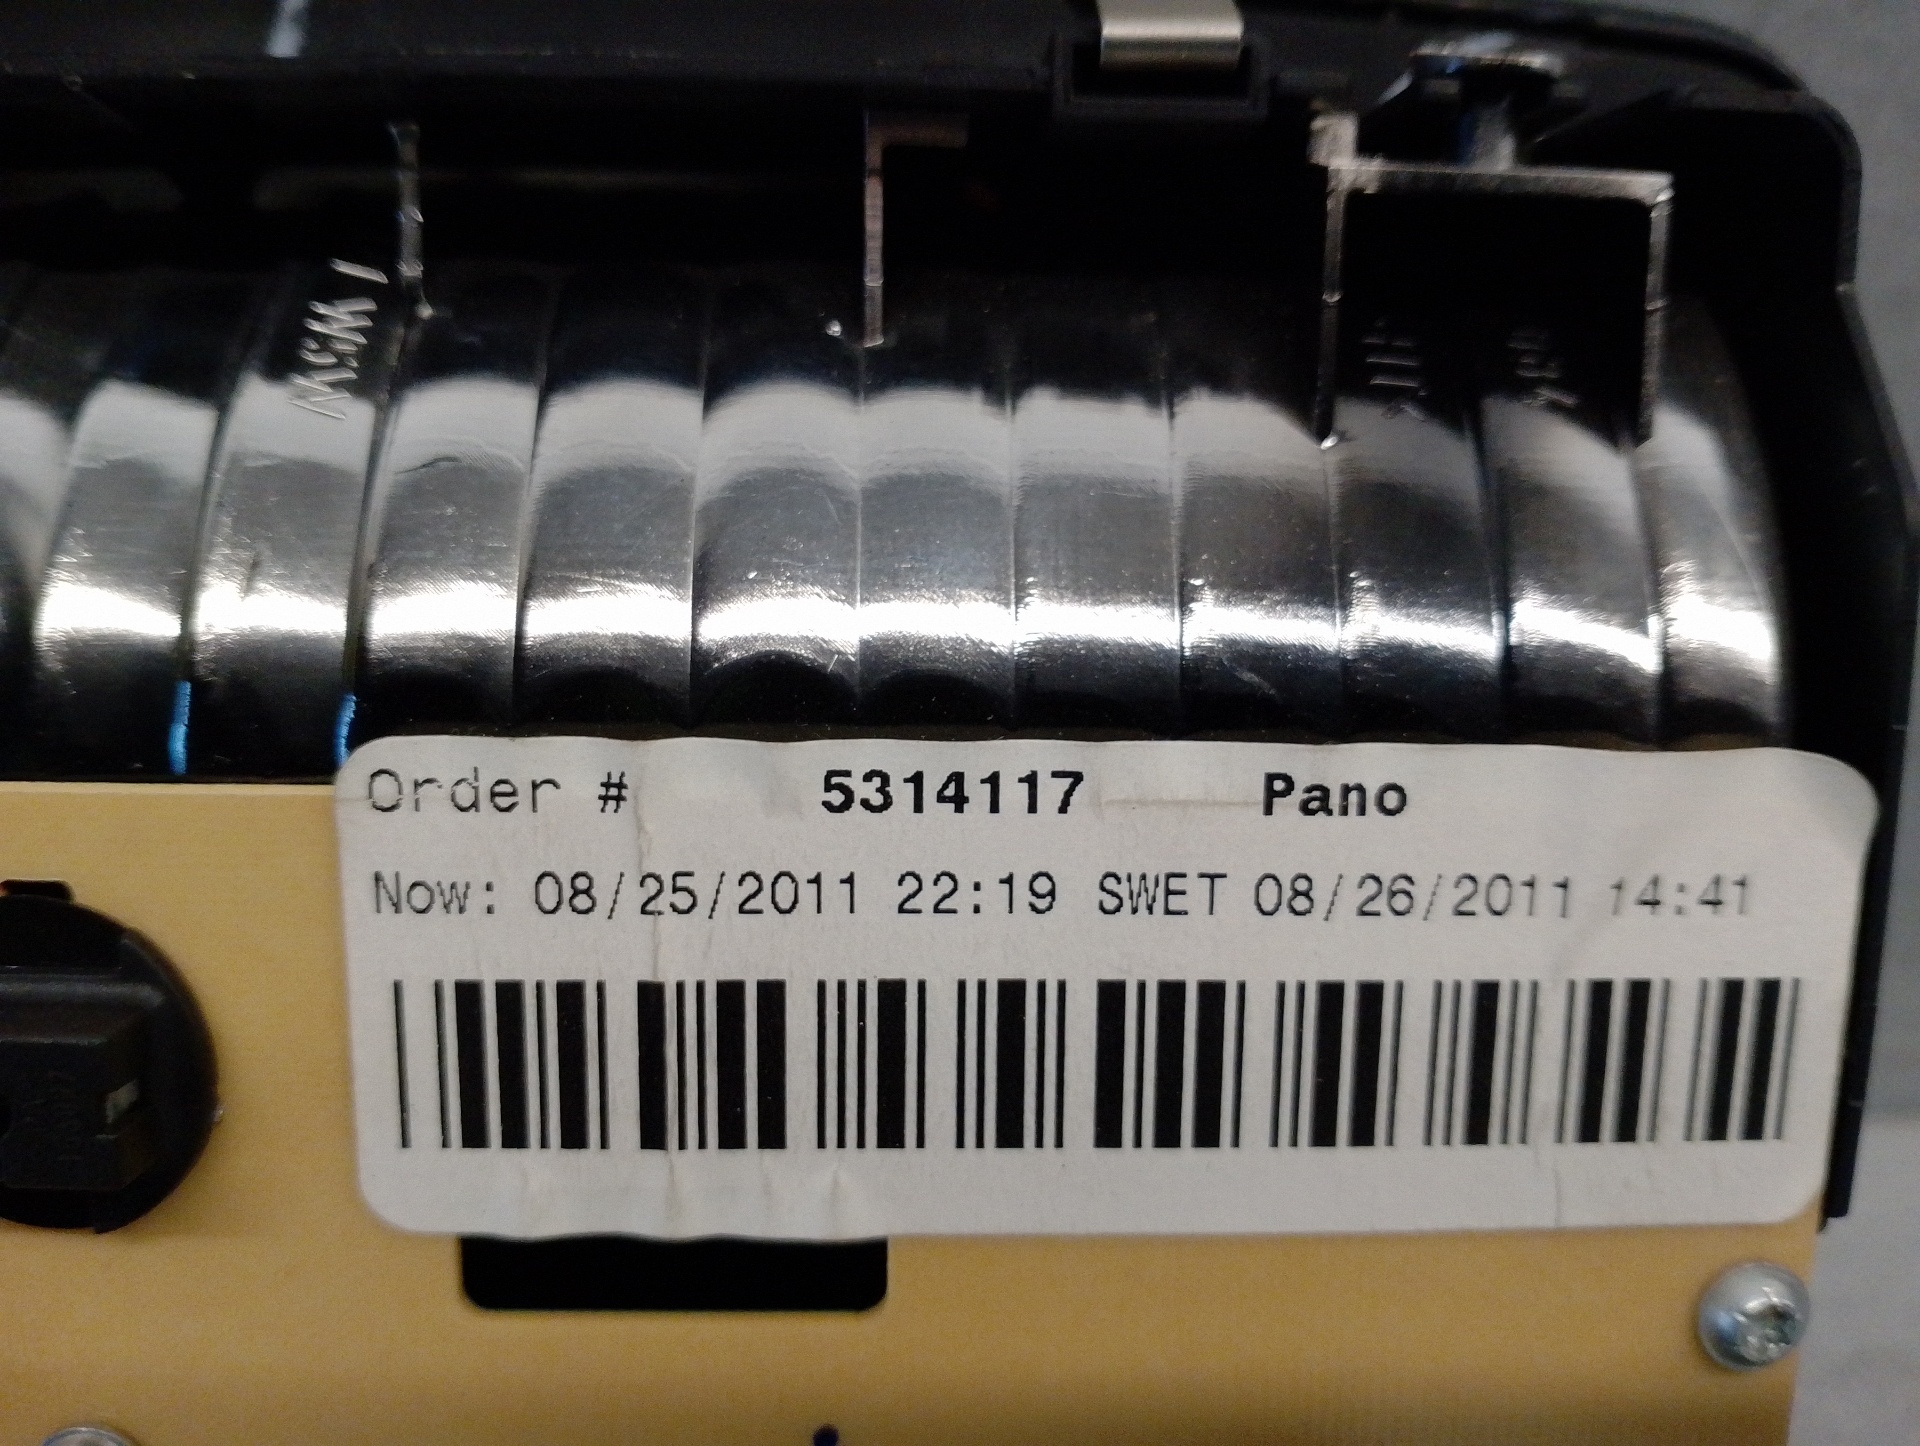 Order # 5314117 Pano
Now: 08/25/2011 22:19 SWET 08/26/2011 14:41